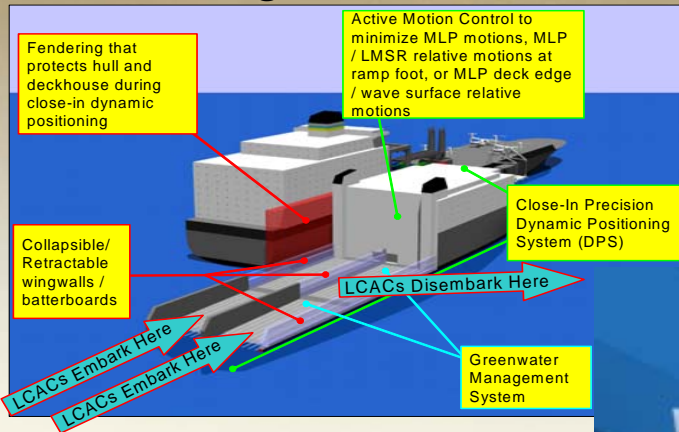 Fendering that
protects hull and
deckhouse during
close-in dynamic
positioning
Active Motion Control to
minimize MLP motions, MLP
/ LMSR relative motions at
ramp foot, or MLP deck edge
/ wave surface relative
motions
Close-In Precision
Dynamic Positioning
System (DPS)
Collapsible/
Retractable
wingwalls /
batterboards
LCACs Disembark Here
LCACs Embark Here
LCACs Embark Here
Greenwater
Management
System